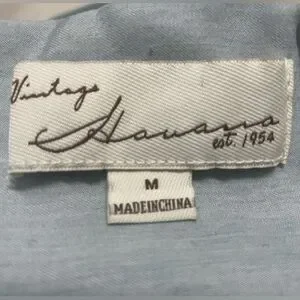 Vintage
Havana
est. 1954
M
MADEINCHINA